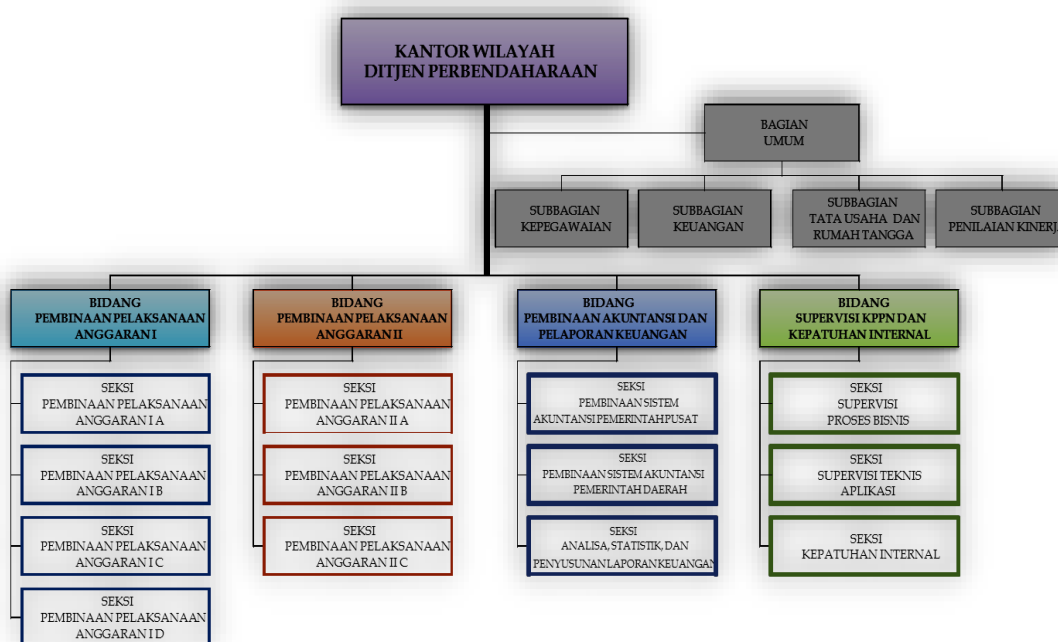 KANTOR WILAYAH
DITJEN PERBENDAHARAAN
BAGIAN
UMUM
SUBBAGIAN
KEPEGAWAIAN
SUBBAGIAN
KEUANGAN
SUBBAGIAN
TATA USAHA DAN
RUMAH TANGGA
SUBBAGIAN
PENILAIAN KINERJ
BIDANG
PEMBINAAN PELAKSANAAN
ANGGARAN I
BIDANG
PEMBINAAN PELAKSANAAN
ANGGARAN II
BIDANG
PEMBINAAN AKUNTANSI DAN
PELAPORAN KEUANGAN
BIDANG
SUPERVISI KPPN DAN
KEPATUHAN INTERNAL
SEKSI
PEMBINAAN PELAKSANAAN
ANGGARAN I A
SEKSI
PEMBINAAN PELAKSANAAN
ANGGARAN I B
SEKSI
PEMBINAAN PELAKSANAAN
ANGGARAN I C
SEKSI
PEMBINAAN PELAKSANAAN
ANGGARAN I D
SEKSI
PEMBINAAN PELAKSANAAN
ANGGARAN II A
SEKSI
PEMBINAAN PELAKSANAAN
ANGGARAN II B
SEKSI
PEMBINAAN PELAKSANAAN
ANGGARAN II C
SEKSI
PEMBINAAN SISTEM
AKUNTANSI PEMERINTAH PUSAT
SEKSI
PEMBINAAN SISTEM AKUNTANSI
PEMERINTAH DAERAH
SEKSI
ANALISA, STATISTIK, DAN
PENYUSUNAN LAPORAN KEUANGAN
SEKSI
SUPERVISI
PROSES BISNIS
SEKSI
SUPERVISI TEKNIS
APLIKASI
SEKSI
KEPATUHAN INTERNAL